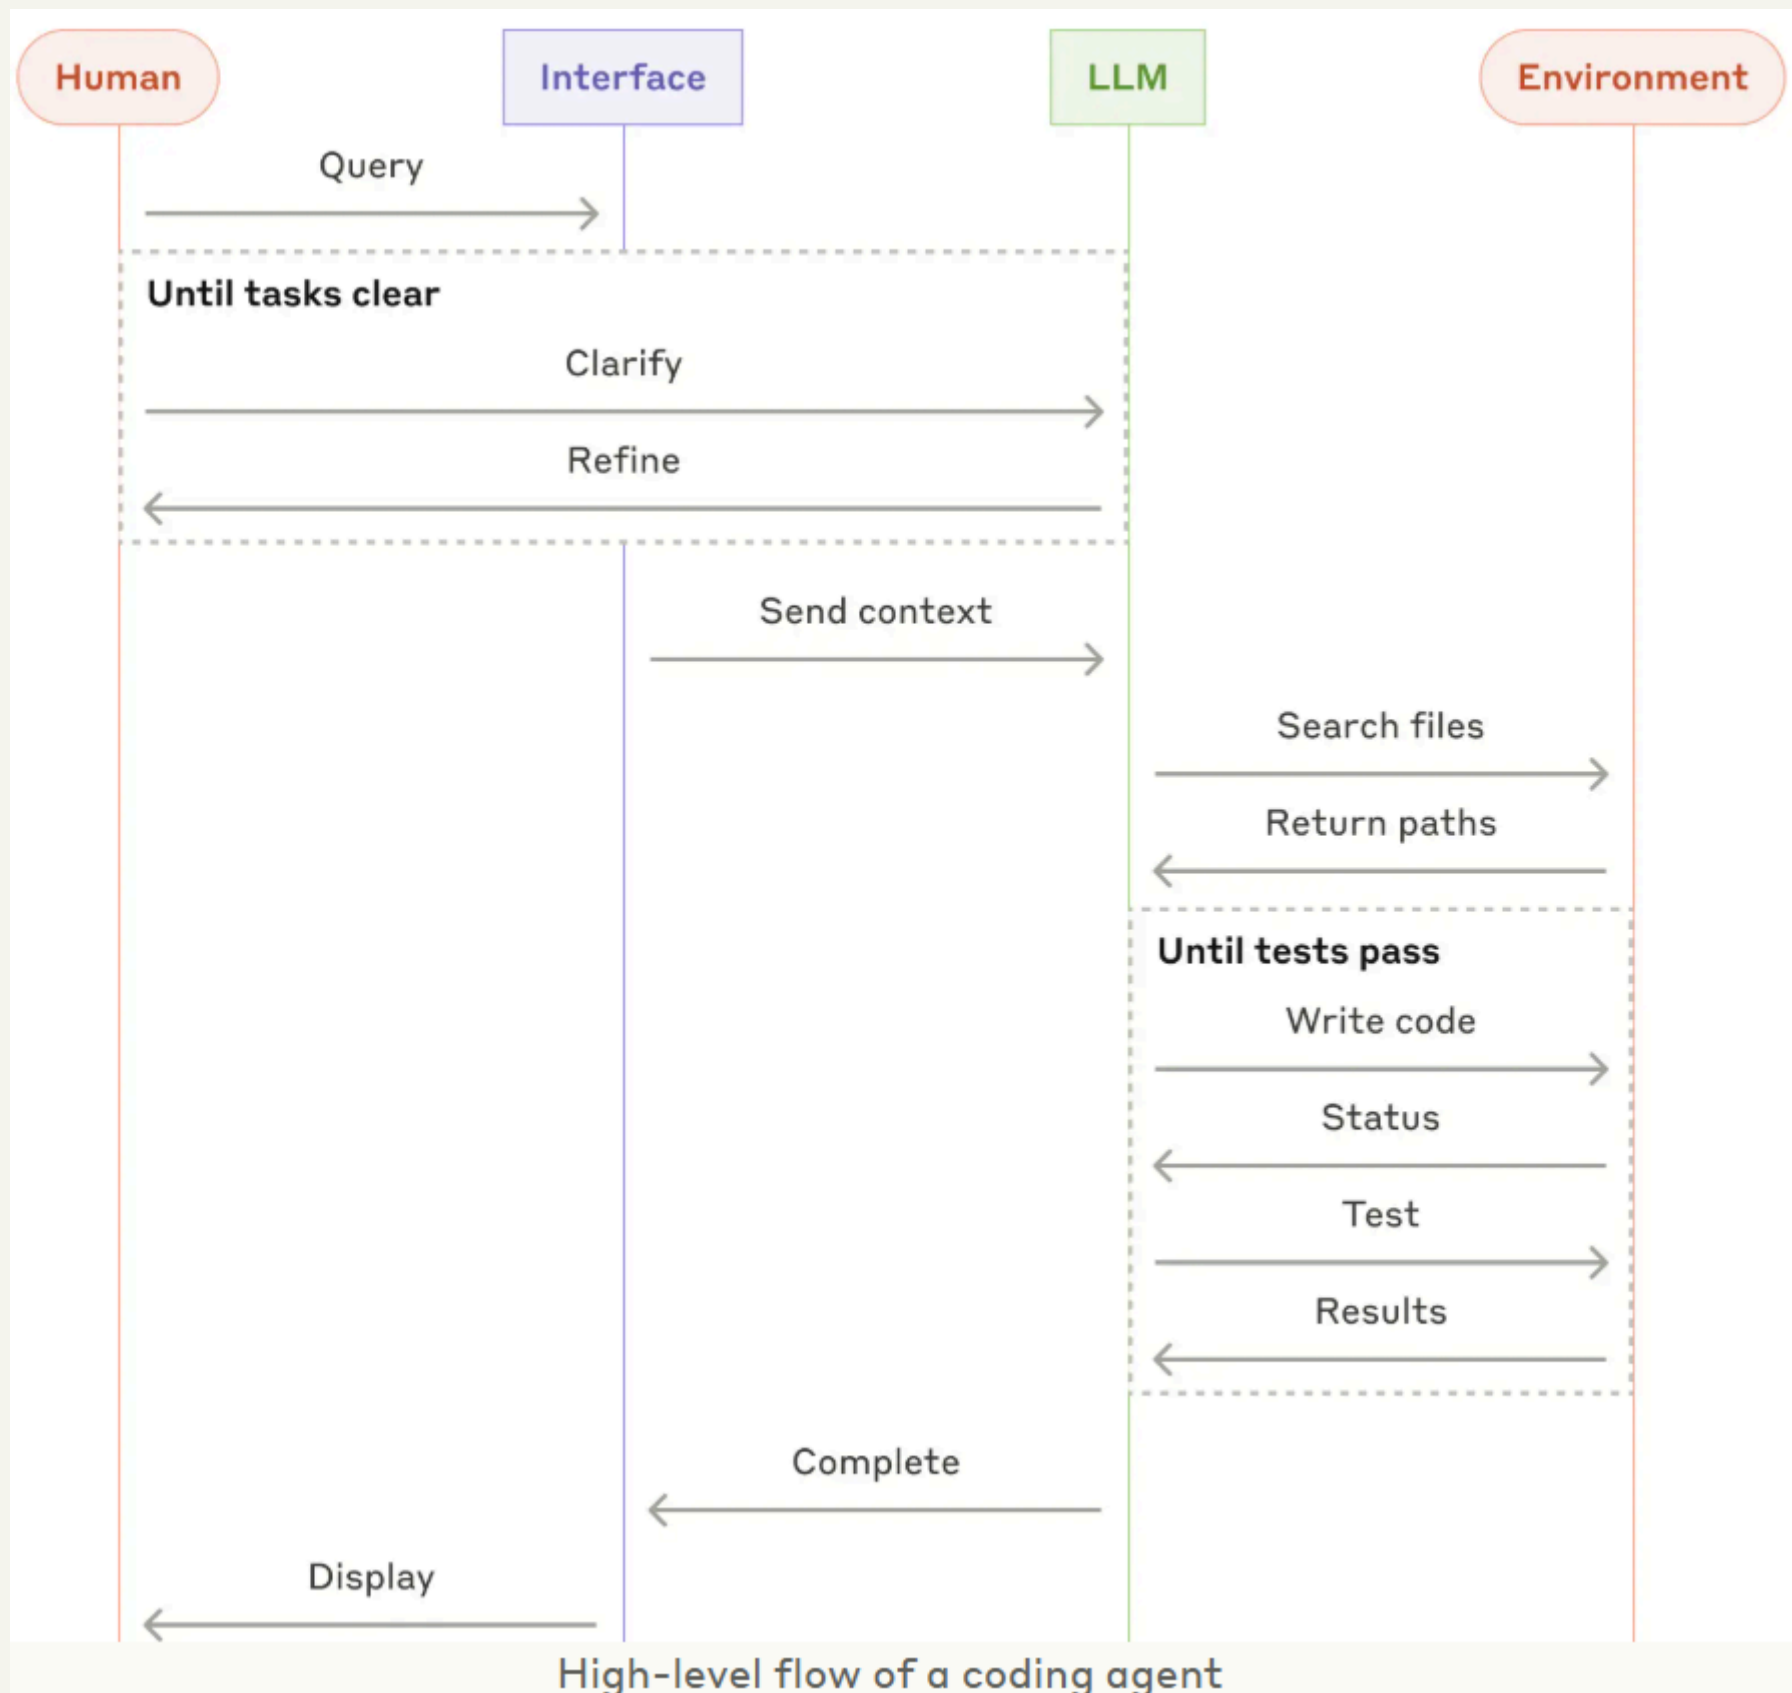 Human
Interface
LLM
Environment
Query
Until tasks clear
Clarify
Refine
Send context
Search files
Return paths
Until tests pass
Write code
Status
Test
Results
Complete
Display
High-level flow of a coding agent